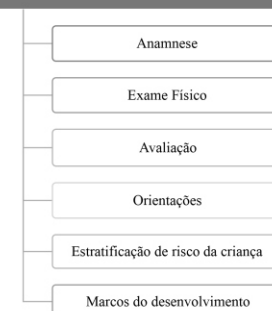 Anamnese
Exame Físico
Avaliação
Orientações
Estratificação de risco da criança
Marcos do desenvolvimento